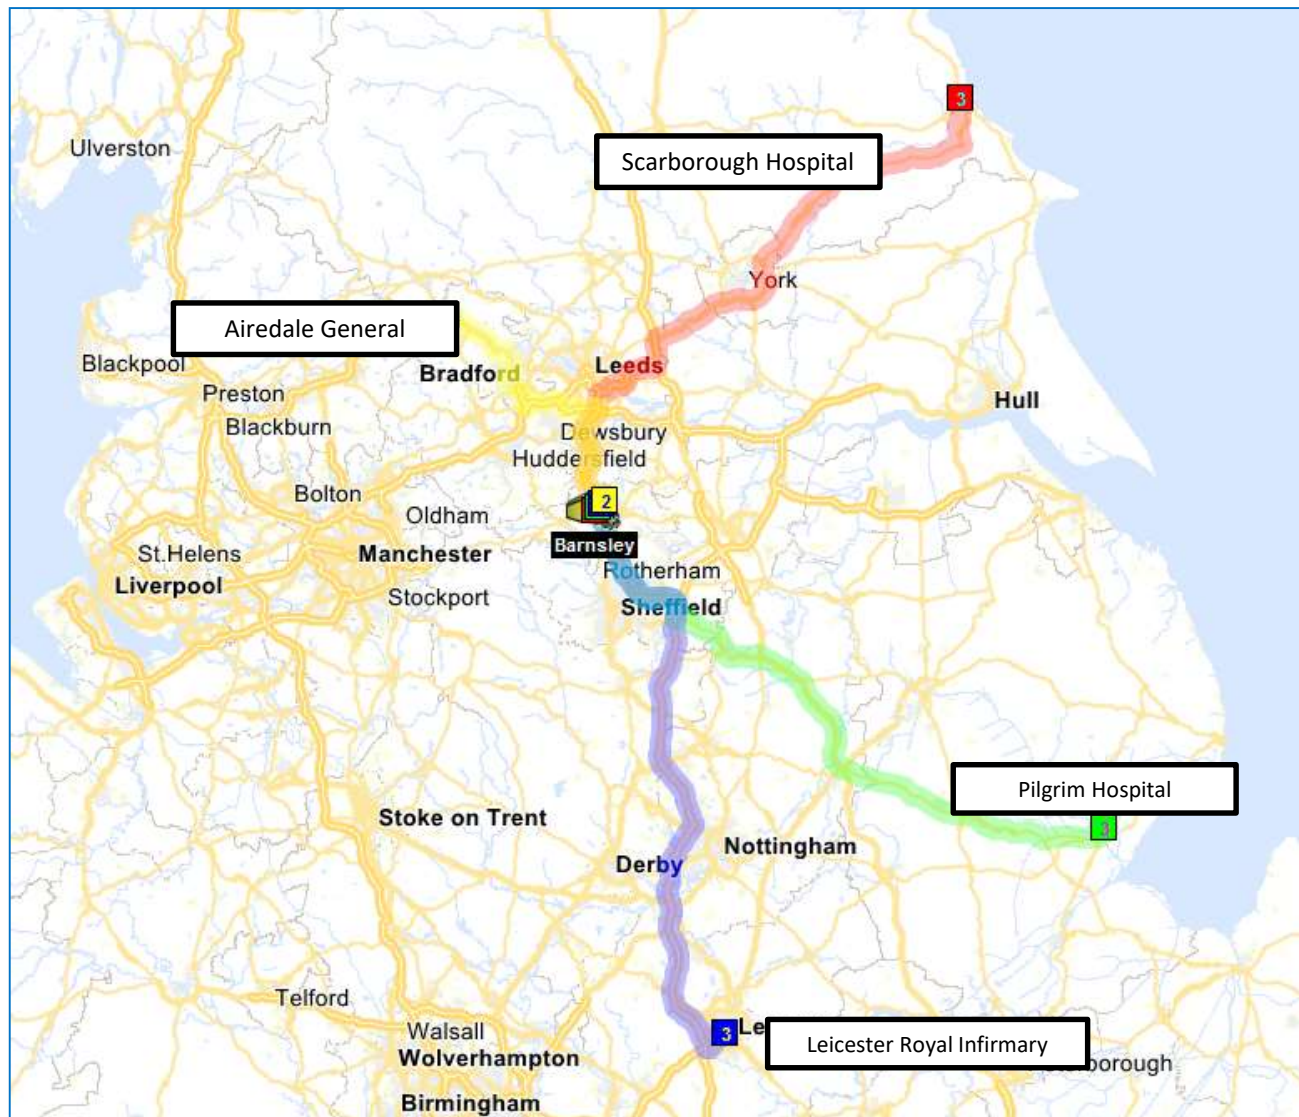 3
Ulverston
Scarborough Hospital
York
Airedale General
Blackpool
Bradford
Leeds
Preston
Hull
Blackburn
Dewsbury
Huddersfield
Bolton
2
Oldham
Barnsley
St.Helens
Manchester
Rotherham
Liverpool
Stockport
Sheffield
Pilgrim Hospital
Stoke on Trent
3
Nottingham
Derby
Telford
Walsall
3
Le
Leicester Royal Infirmary
Wolverhampton
borough
Birmingham